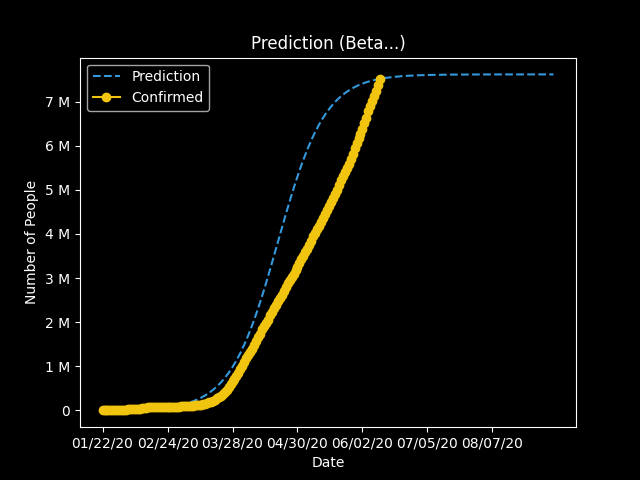 Prediction (Beta...)
Prediction
Confirmed
7 M
6 M
5 M
4 M
3 M
2 M
1 M
0
Number of People
01/22/20 02/24/20 03/28/20 04/30/20 06/02/20 07/05/20 08/07/20
Date